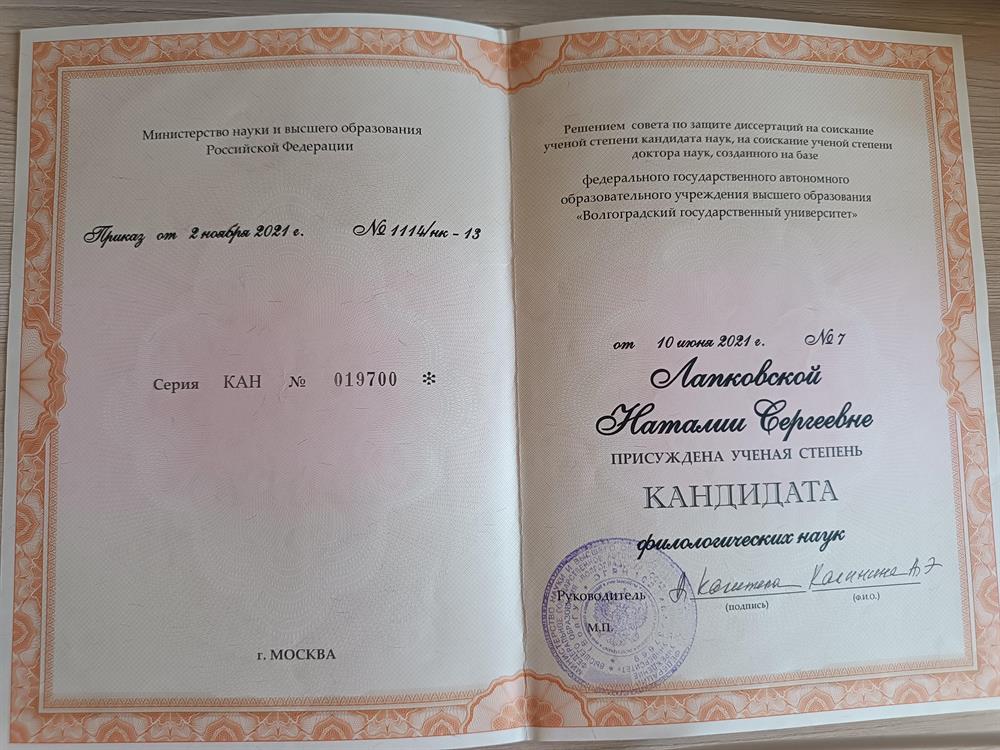 Министерство науки и высшего образования
Российской Федерации
Приказ от 2 ноября 2021 г. № 1114/нк - 13
Серия КАН № 019700 *
г. МОСКВА
Решением совета по защите диссертаций на соискание
ученой степени кандидата наук, на соискание ученой степени
доктора наук, созданного на базе
федерального государственного автономного
образовательного учреждения высшего образования
«Волгоградский государственный университет»
от 10 июня 2021 г. № 7
Лапковской
Наталии Сергеевне
ПРИСУЖДЕНА УЧЕНАЯ СТЕПЕНЬ
КАНДИДАТА
филологических наук
Руководитель Калинина А Э
(подпись) (Ф.И.О.)
М.П.